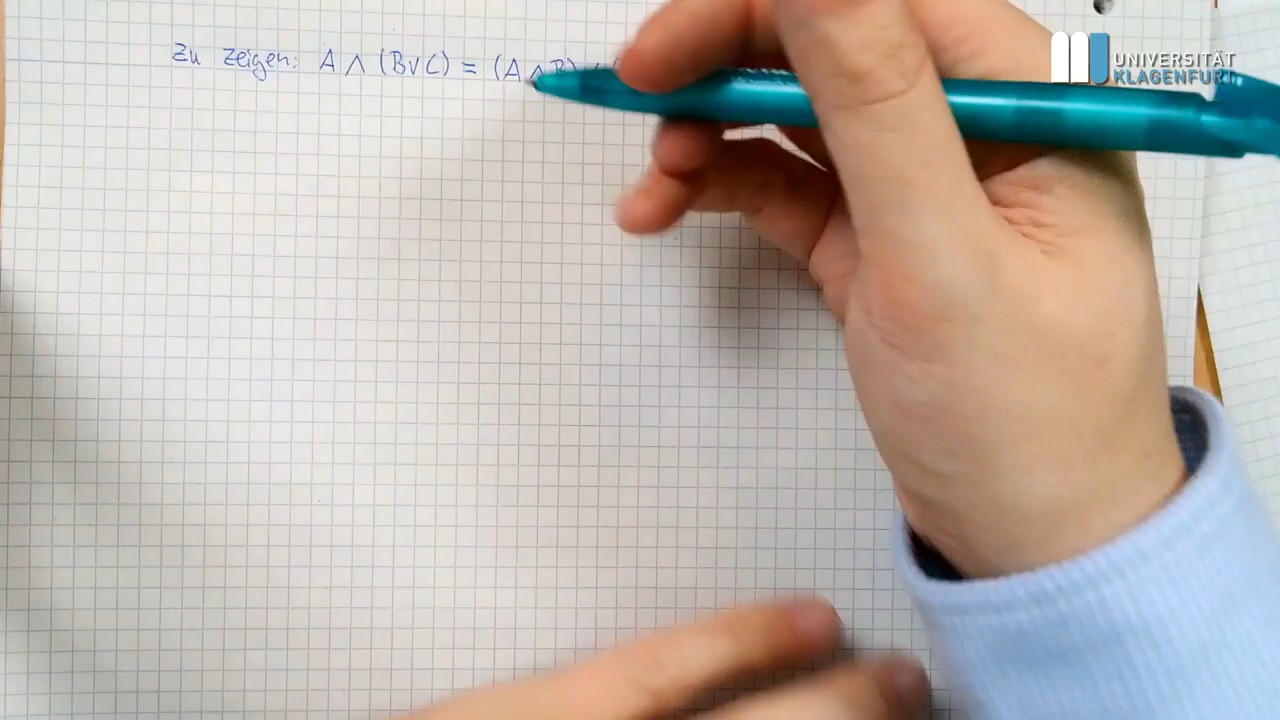 Zu zeigen: A ∧ (B∨C) = (A ∧ B)
UNIVERSITÄT
KLAGENFURT